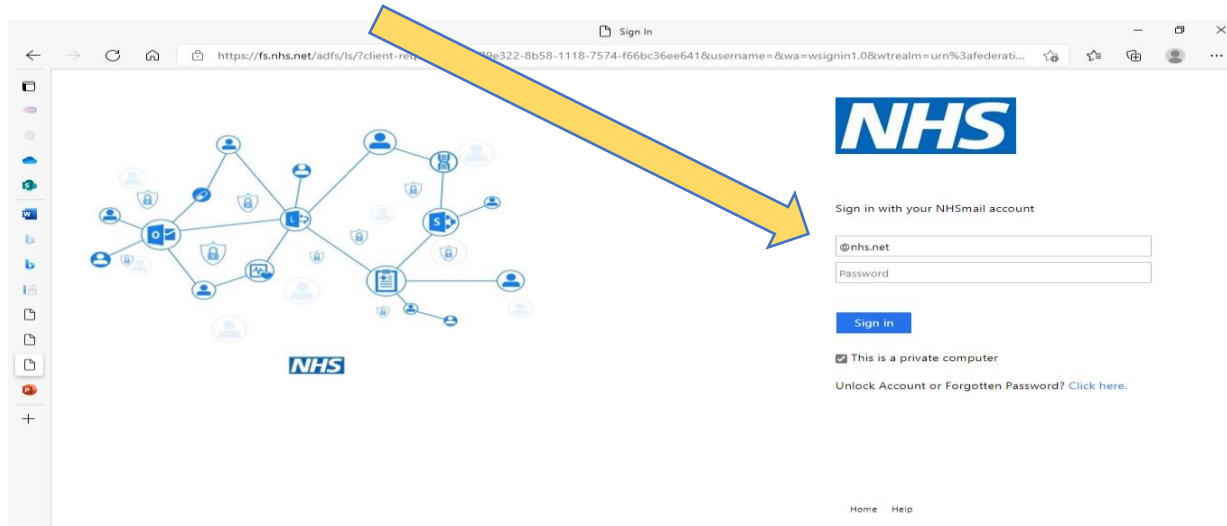 Sign In
https://fs.nhs.net/adfs/ls/?client-req 9e322-8b58-1118-7574-f66bc36ee641&username=&wa=wsignin1.0&wtrealm=urn%3afederati...
NHS
Sign in with your NHSmail account
@nhs.net
Password
Sign in
This is a private computer
Unlock Account or Forgotten Password? Click here.
NHS
Home Help